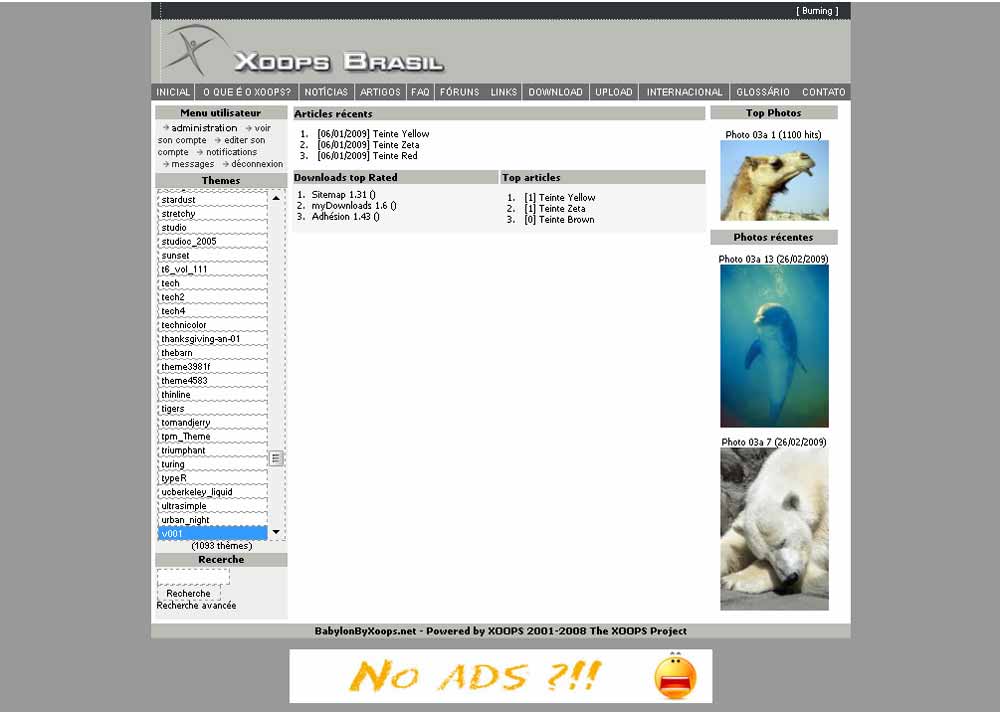 [ Burning ]
XOOPS BRASIL
INICIAL O QUE É O XOOPS? NOTÍCIAS ARTIGOS FAQ FÓRUNS LINKS DOWNLOAD UPLOAD INTERNACIONAL GLOSSÁRIO CONTATO
Menu utilisateur
administration voir
son compte editer son
compte notifications
messages déconnexion
Themes
stardust
stretchy
studio
studioc_2005
sunset
t6_vol_111
tech
tech2
tech4
technicolor
thanksgiving-an-01
thebarn
theme3981f
theme4583
thinline
tigers
tomandjerry
tpm_Theme
triumphant
turing
typeR
ucberkeley_liquid
ultrasimple
urban_night
v001
(1093 thèmes)
Recerche
Recherche
Recherche avancée
Articles récents
1. [06/01/2009] Teinte Yellow
2. [06/01/2009] Teinte Zeta
3. [06/01/2009] Teinte Red
Downloads top Rated
1. Sitemap 1.31 ()
2. myDownloads 1.6 ()
3. Adhésion 1.43 ()
Top articles
1. [1] Teinte Yellow
2. [1] Teinte Zeta
3. [0] Teinte Brown
Top Photos
Photo 03a 1 (1100 hits)
Photos récentes
Photo 03a 13 (26/02/2009)
Photo 03a 7 (26/02/2009)
BabylonByXoops.net - Powered by XOOPS 2001-2008 The XOOPS Project
No ADS ?!!